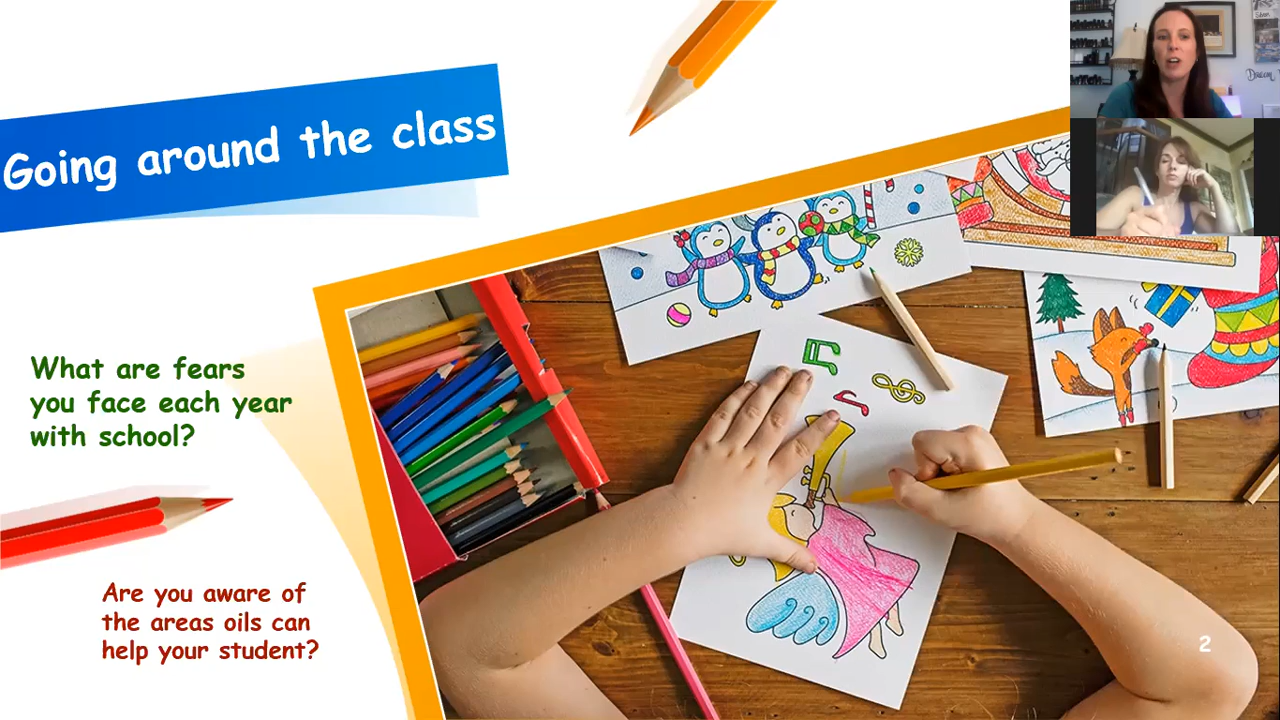 Going around the class
What are fears
you face each year
with school?
Are you aware of
the areas oils can
help your student?
2